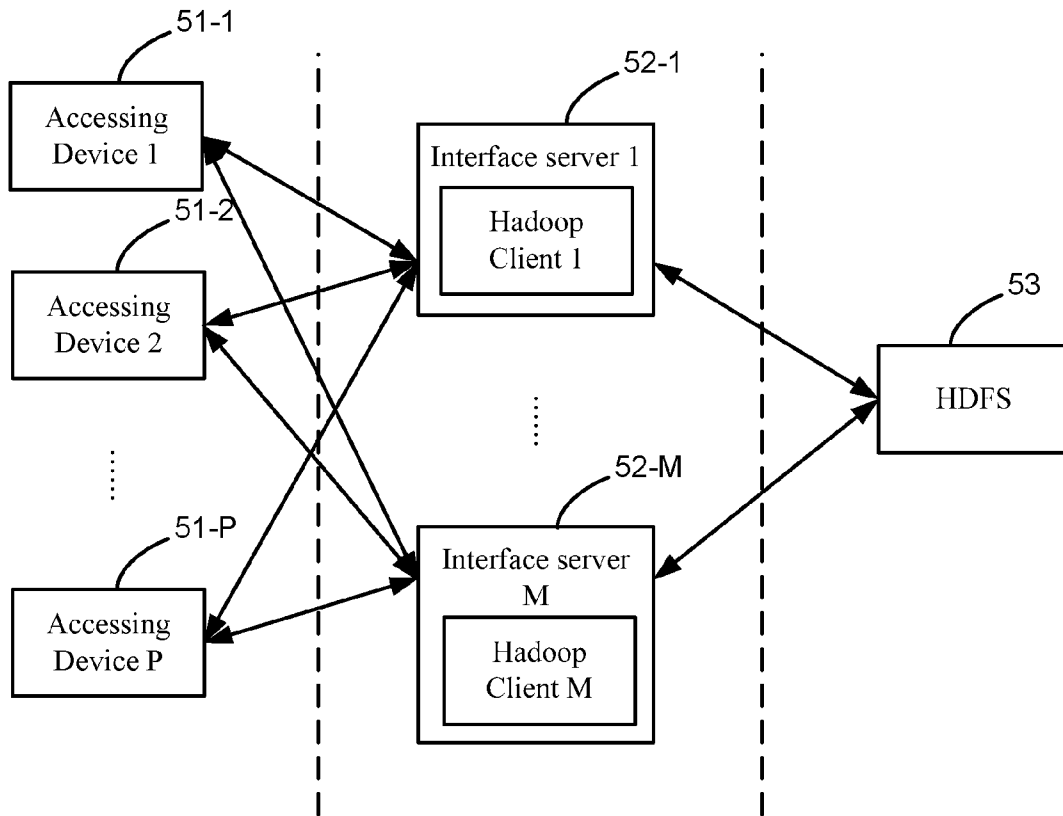 51-1
Accessing
Device 1
51-2
Accessing
Device 2
51-P
Accessing
Device P
52-1
Interface server 1
Hadoop
Client 1
52-M
Interface server
M
Hadoop
Client M
53
HDFS